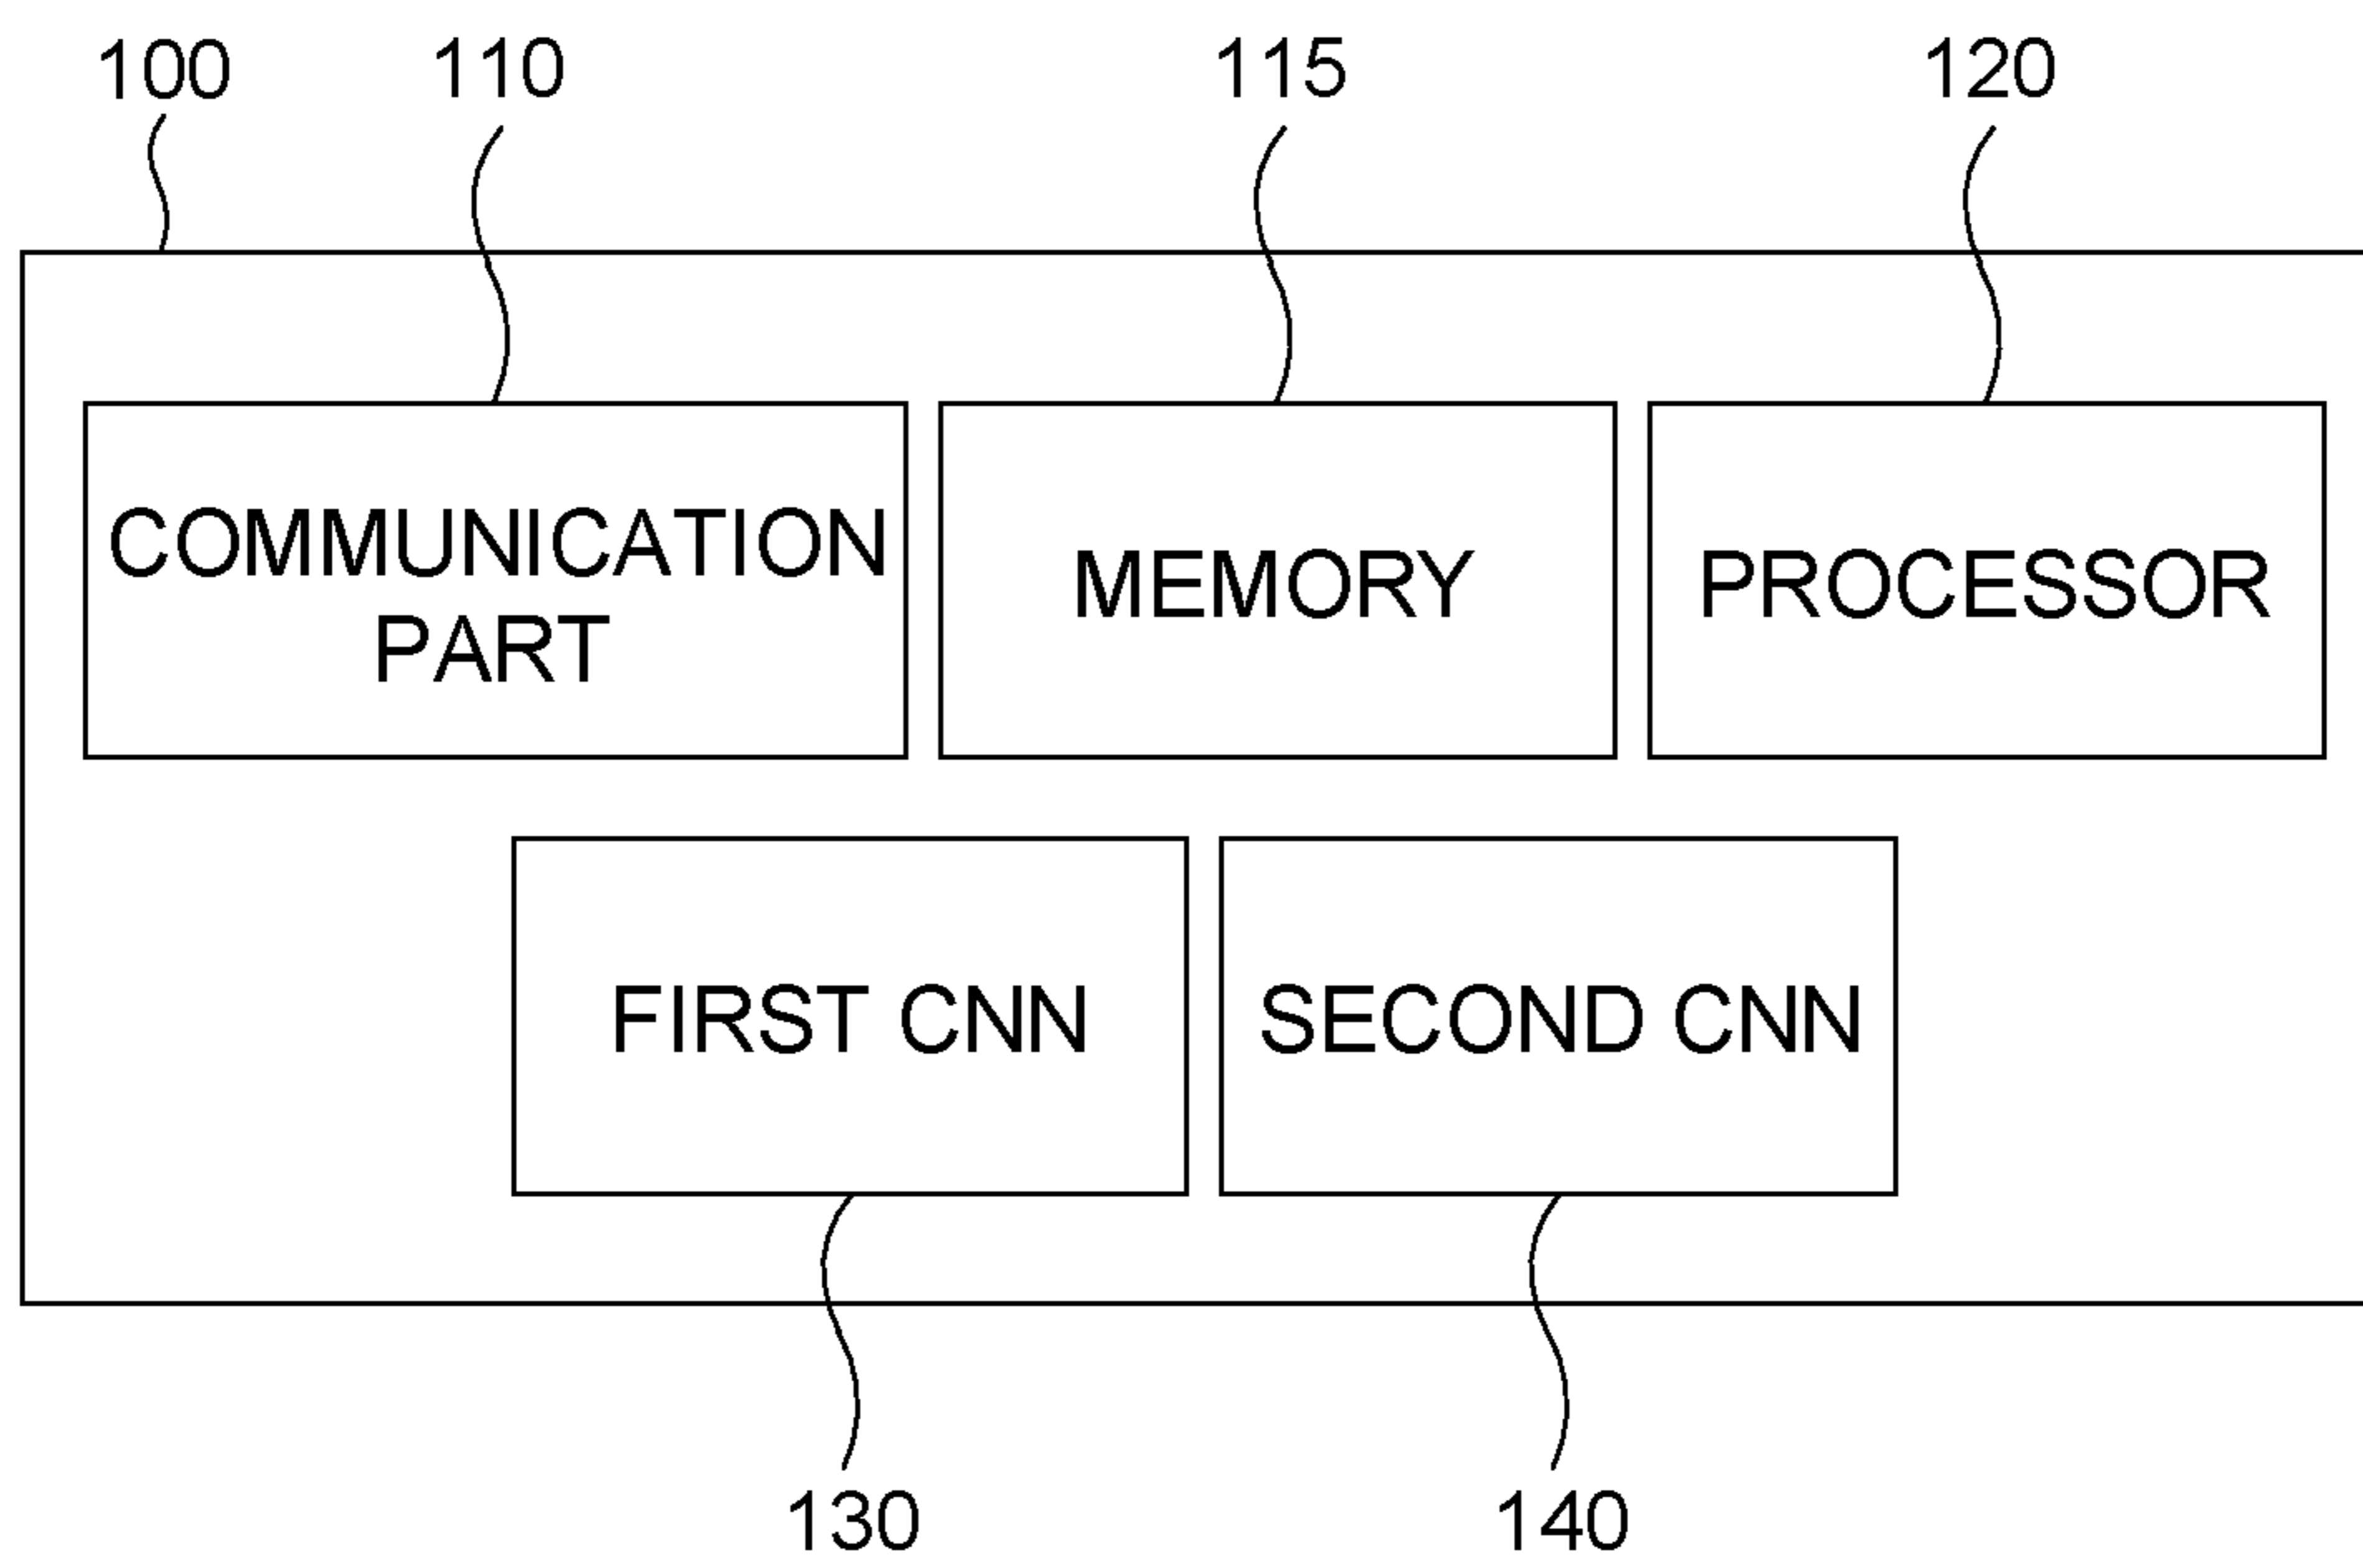 100
110
115
120
COMMUNICATION
PART
MEMORY
PROCESSOR
FIRST CNN
SECOND CNN
130
140